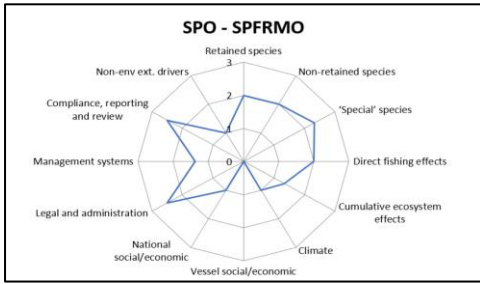 SPO - SPFRMO
Retained species
Non-retained species
'Special' species
Direct fishing effects
Cumulative ecosystem
effects
Climate
Vessel social/economic
National
social/economic
Legal and administration
Management systems
Compliance, reporting
and review
Non-env ext. drivers
3
2
1
0